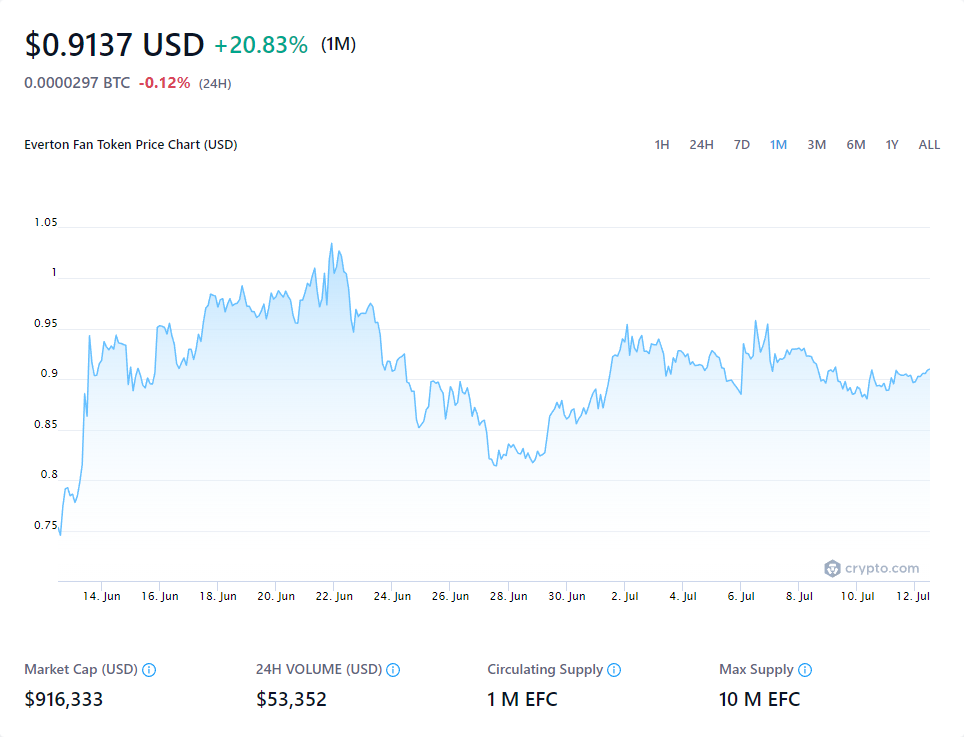 $0.9137 USD +20.83% (1M)
0.0000297 BTC -0.12% (24H)
Everton Fan Token Price Chart (USD) 1H 24H 7D 1M 3M 6M 1Y ALL
1.05
1
0.95
0.9
0.85
0.8
0.75
crypto.com
14. Jun 16. Jun 18. Jun 20. Jun 22. Jun 24. Jun 26. Jun 28. Jun 30. Jun 2. Jul 4. Jul 6. Jul 8. Jul 10. Jul 12. Jul
Market Cap (USD) 24H VOLUME (USD) Circulating Supply Max Supply
$916,333 $53,352 1 M EFC 10 M EFC